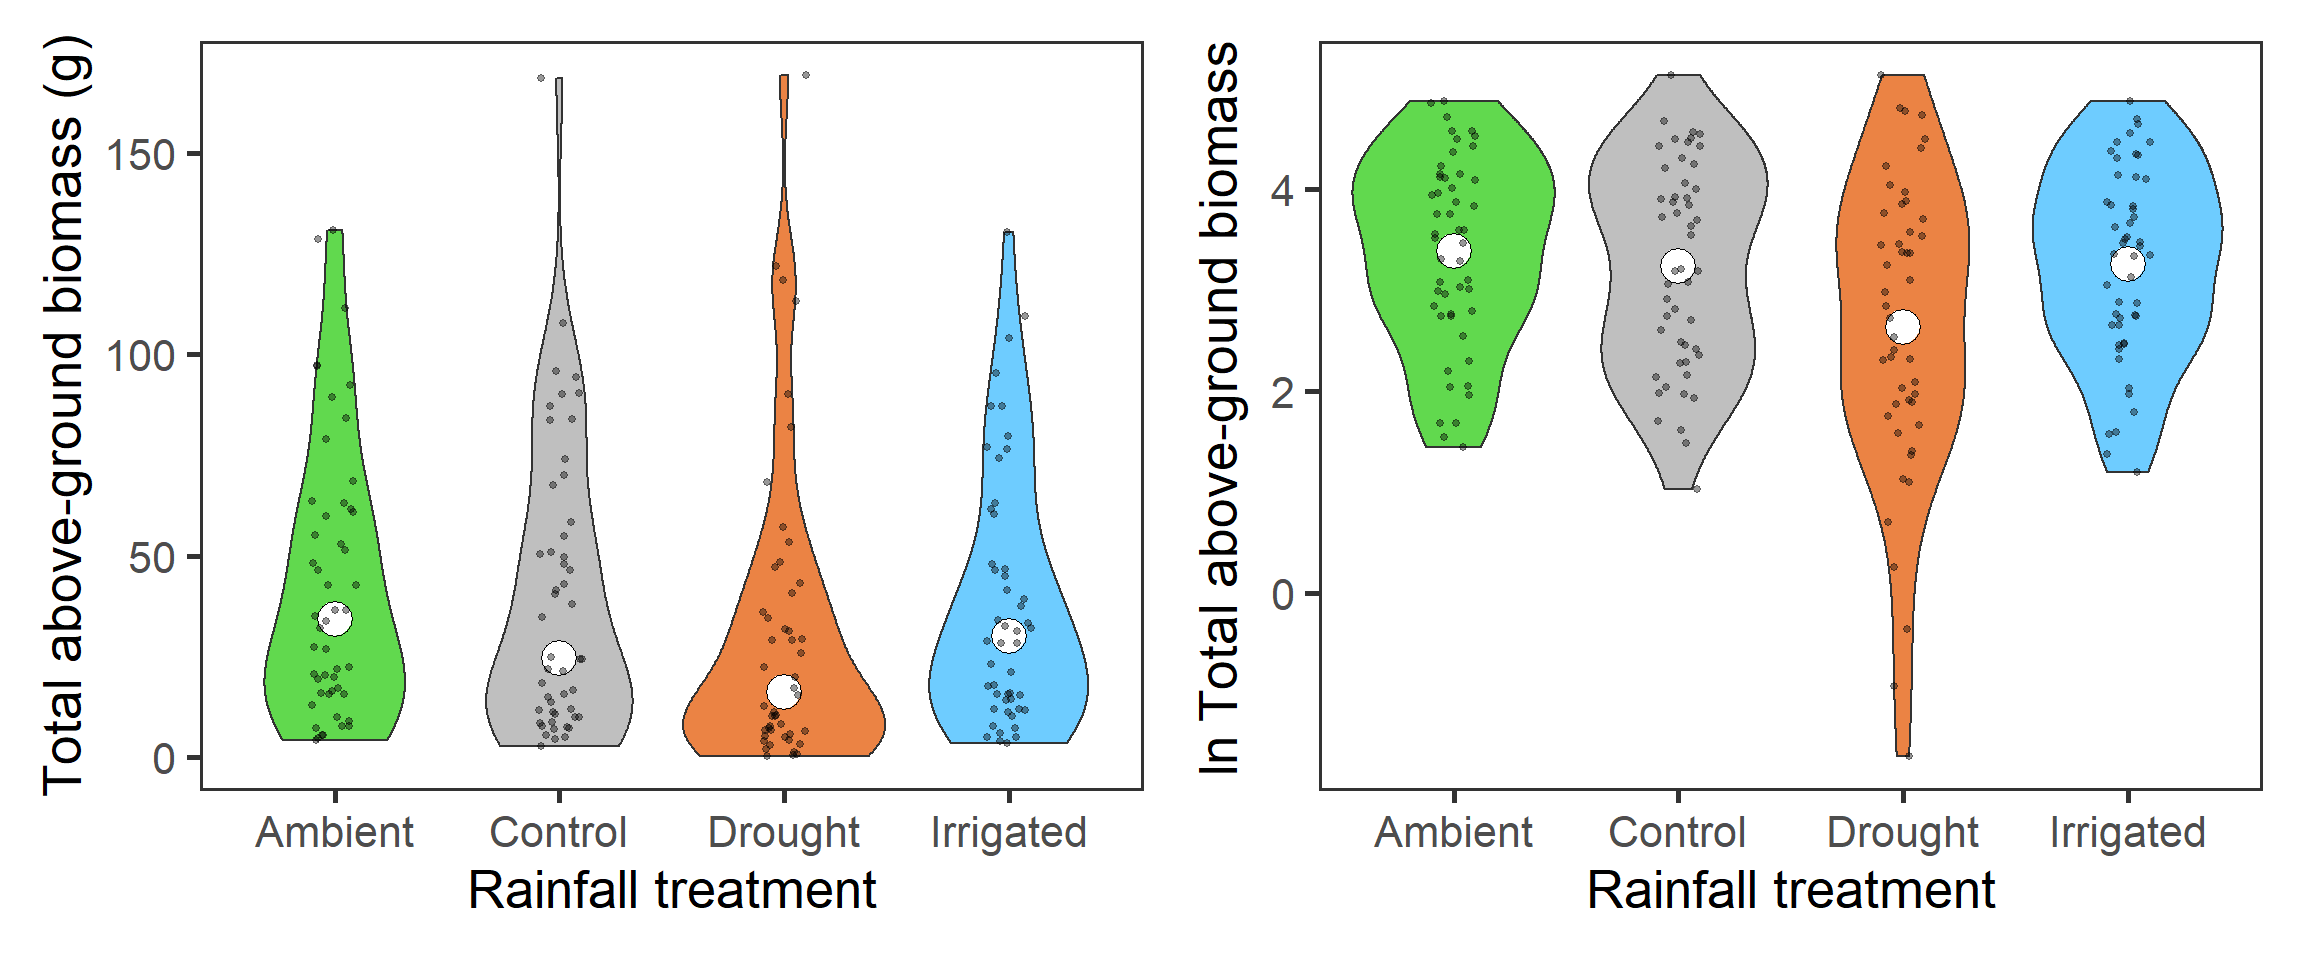 Total above-ground biomass (g)
150
100
50
0
Ambient Control Drought Irrigated
Rainfall treatment
ln Total above-ground biomass
4
2
0
Ambient Control Drought Irrigated
Rainfall treatment